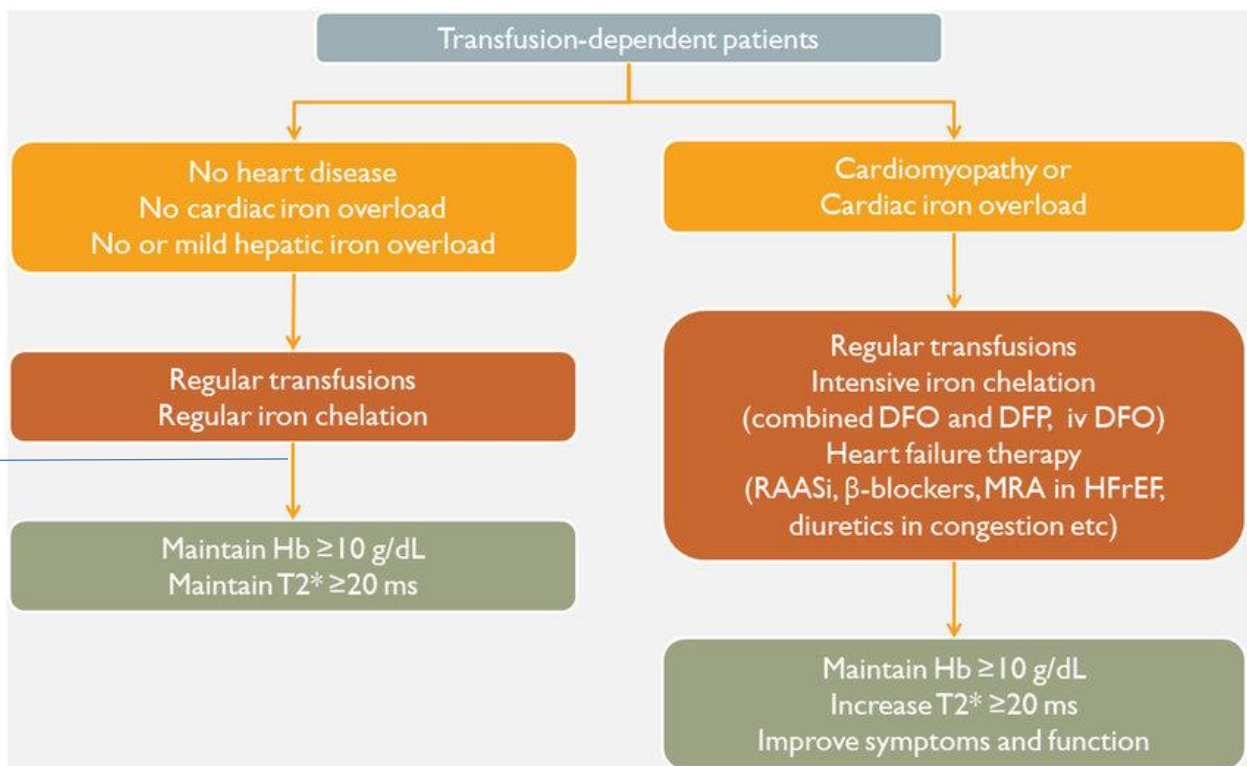 Transfusion-dependent patients
No heart disease
No cardiac iron overload
No or mild hepatic iron overload
Regular transfusions
Regular iron chelation
Maintain Hb ≥10 g/dL
Maintain T2* ≥20 ms
Cardiomyopathy or
Cardiac iron overload
Regular transfusions
Intensive iron chelation
(combined DFO and DFP, iv DFO)
Heart failure therapy
(RAASi, β-blockers, MRA in HFrEF,
diuretics in congestion etc)
Maintain Hb ≥10 g/dL
Increase T2* ≥20 ms
Improve symptoms and function